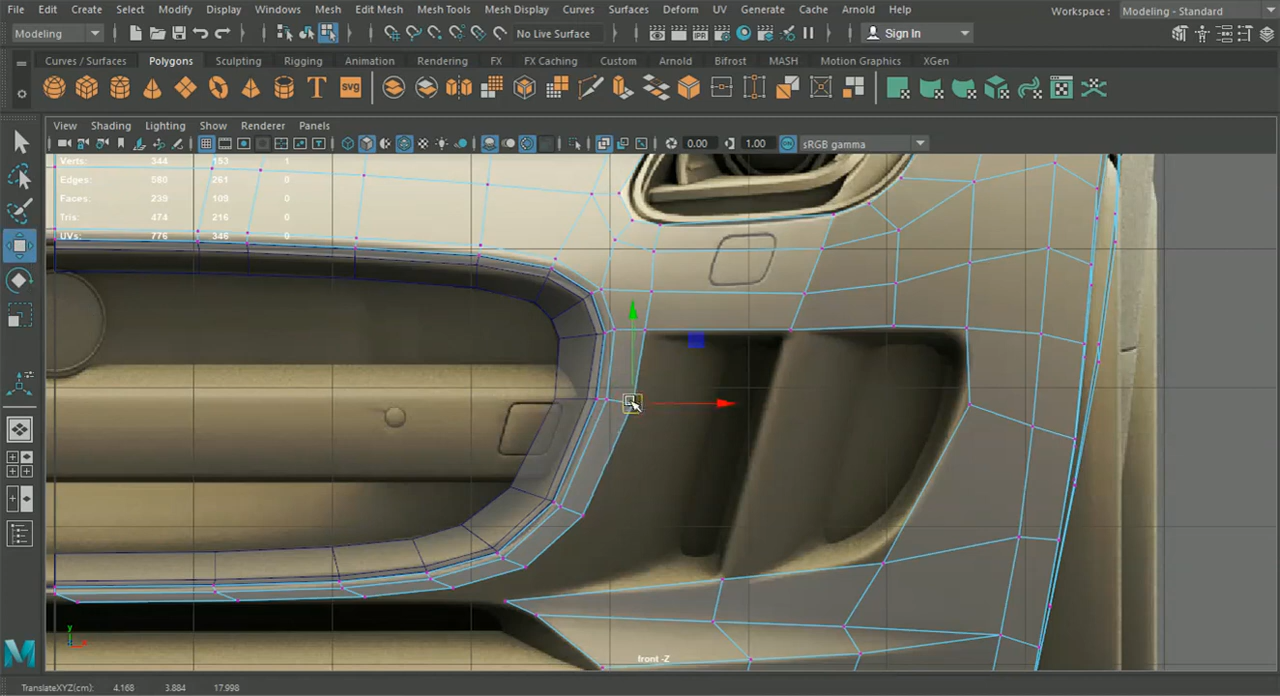 File Edit Create Select Modify Display Windows Mesh Edit Mesh Mesh Tools Mesh Display Curves Surfaces Deform UV Generate Cache Arnold Help Workspace : Modeling - Standard
Modeling No Live Surface Sign In
Curves / Surfaces Polygons Sculpting Rigging Animation Rendering FX FX Caching Custom Arnold Bifrost MASH Motion Graphics XGen
T SVG
View Shading Lighting Show Renderer Panels
0.00 1.00 ON sRGB gamma
Verts: 344 153 1
Edges: 580 261 0
Faces: 239 109 0
Tris: 474 216 0
UVs: 776 346 0
y
front -Z
TranslateXYZ(cm): 4.168 3.884 17.998